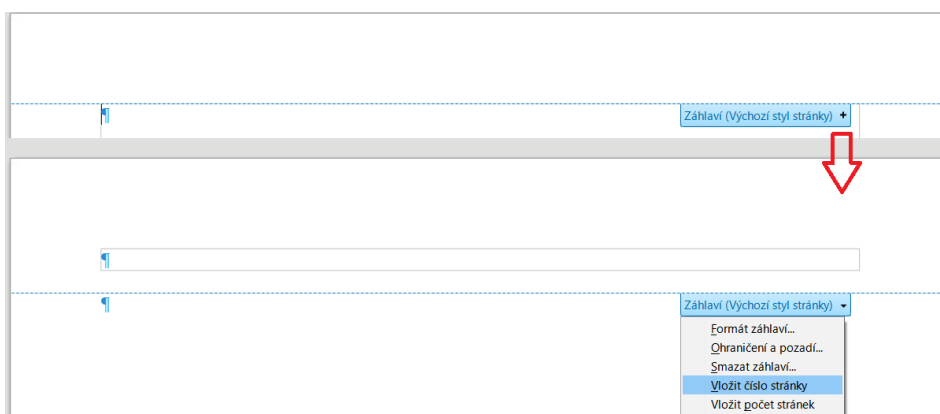 ¶
Záhlaví (Výchozí styl stránky) +
¶
¶
Záhlaví (Výchozí styl stránky)
Formát záhlaví...
Ohraničení a pozadí...
Smazat záhlaví...
Vložit číslo stránky
Vložit počet stránek